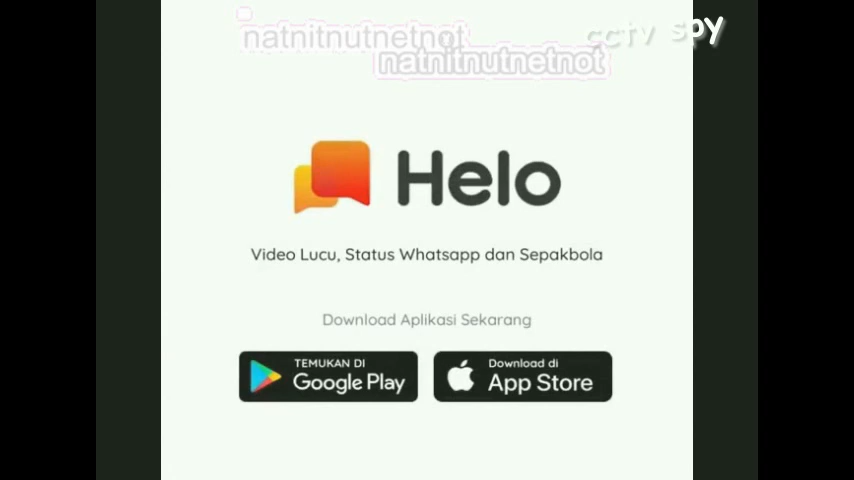 natnitnutnetnot
cctv spy
natnitnutnetnot
Helo
Video Lucu, Status Whatsapp dan Sepakbola
Download Aplikasi Sekarang
TEMUKAN DI
Google Play
Download di
App Store